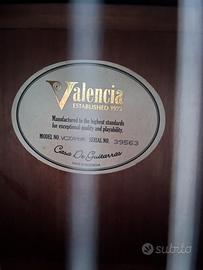 Valencia
ESTABLISHED 1973
Manufactured to the highest standards
for exceptional quality and playability.
MODEL NO. SERIAL NO. 39563
Casa De Guitarras
subito